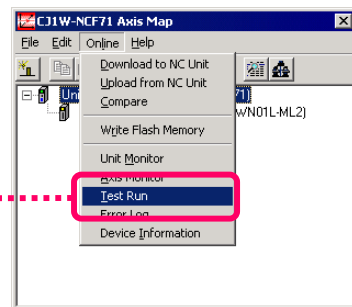 CJ1W-NCF71 Axis Map
File Edit Online Help
Download to NC Unit
Upload from NC Unit
Compare
Write Flash Memory
Unit Monitor
Axis Monitor
Test Run
Error Log
Device Information
Uni
71)
WN01L-ML2)